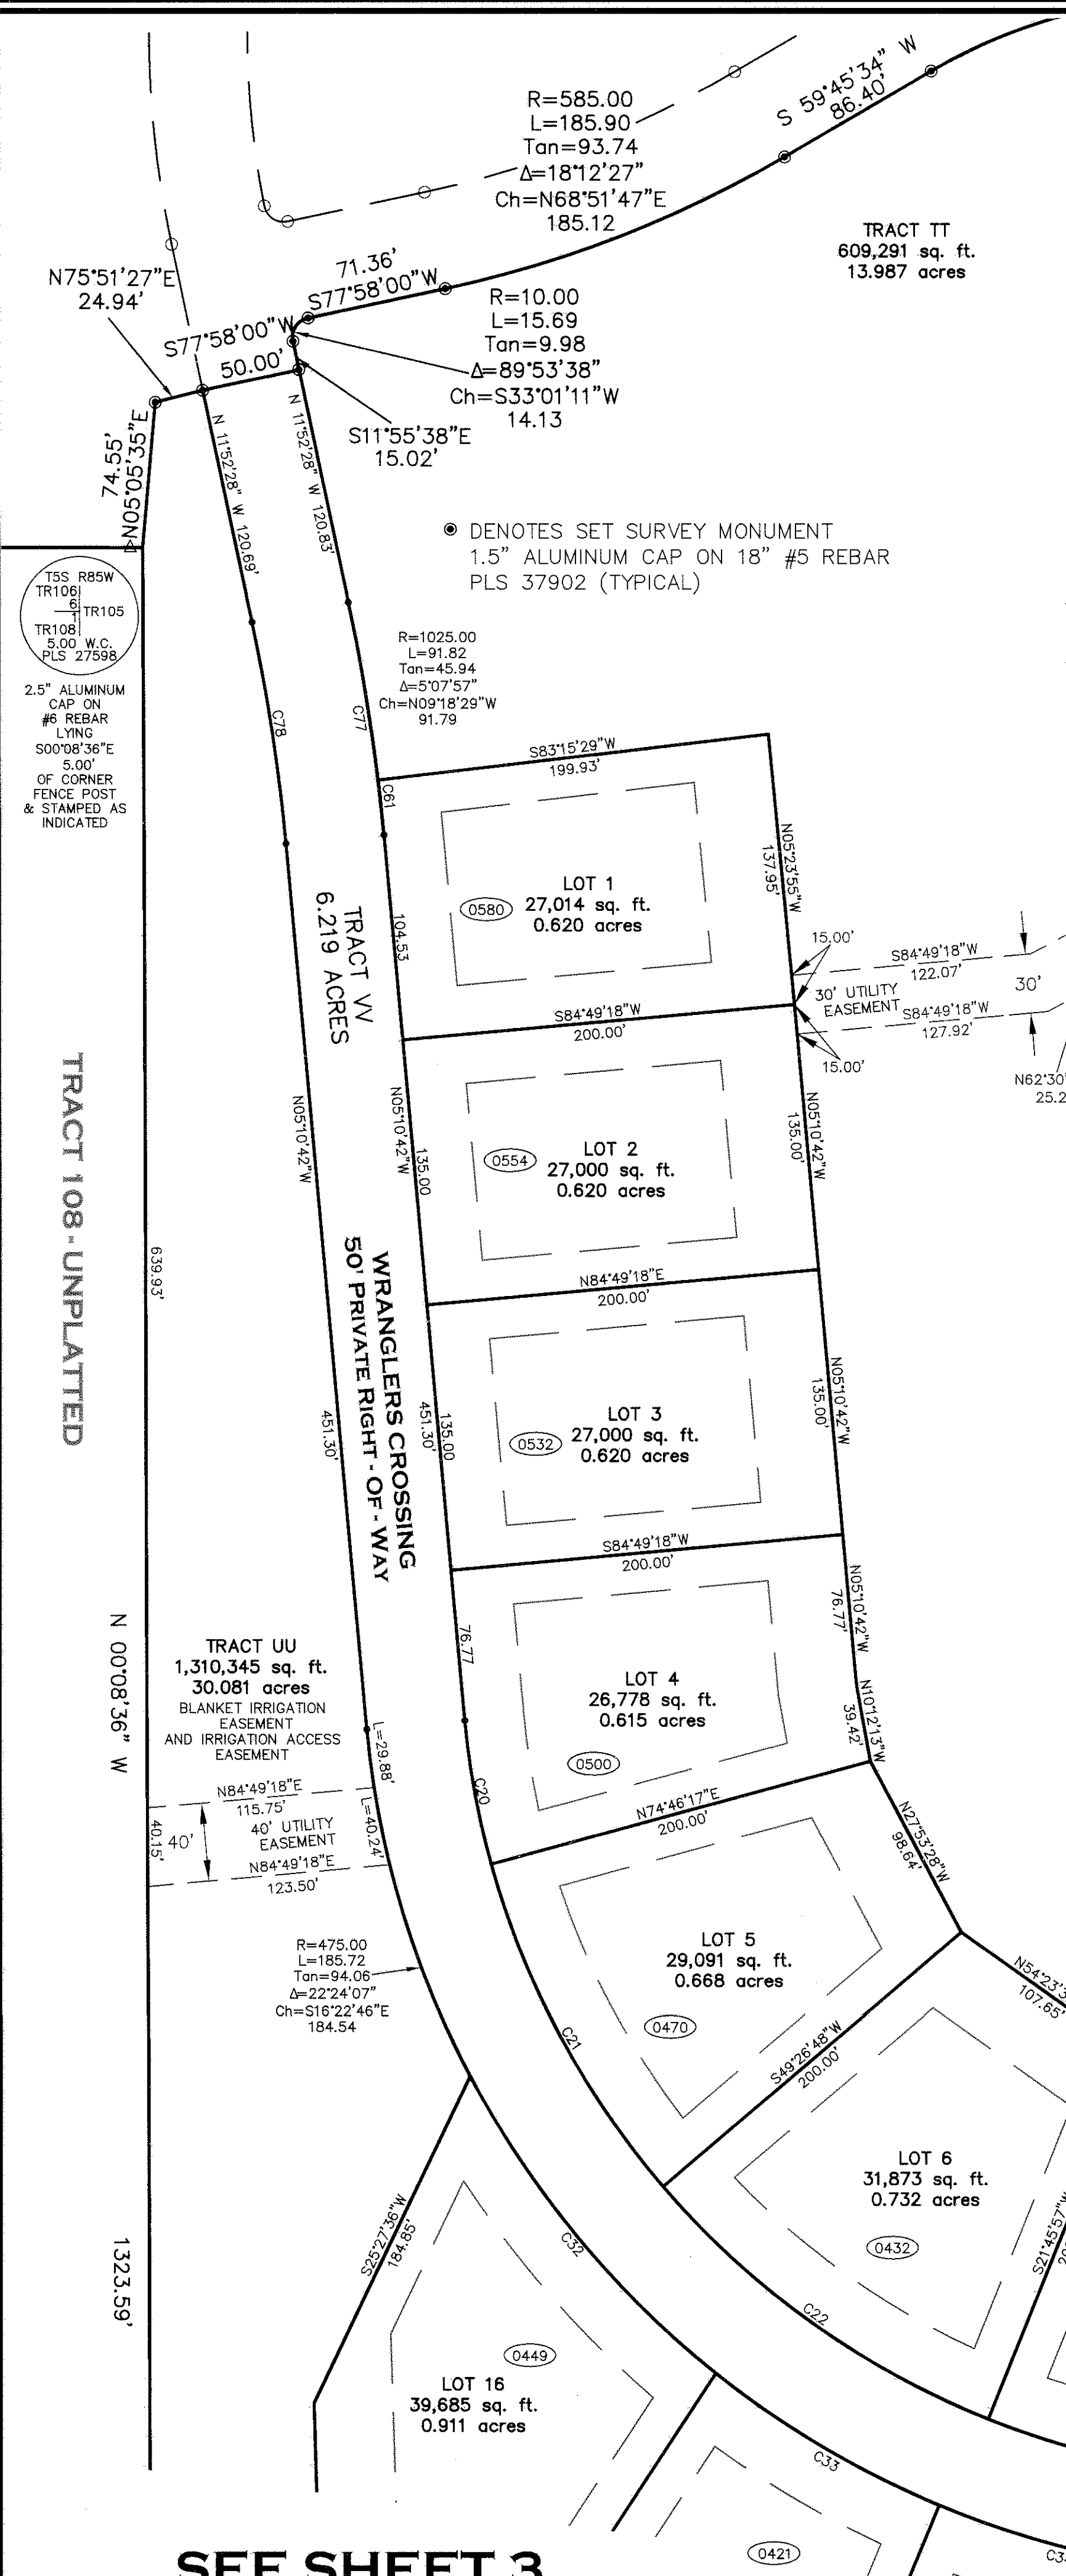 S 59°45'34" W
86.40'
R=585.00
L=185.90
Tan=93.74
Δ=18°12'27"
Ch=N68°51'47"E
185.12
TRACT TT
609,291 sq. ft.
13.987 acres
N75°51'27"E
24.94'
71.36'
S77°58'00"W
S77°58'00"W
50.00'
R=10.00
L=15.69
Tan=9.98
Δ=89°53'38"
Ch=S33°01'11"W
14.13
S11°55'38"E
15.02'
74.55'
N05°05'35"E
N 11°52'28" W 120.69'
N 11°52'28" W 120.83'
DENOTES SET SURVEY MONUMENT
1.5" ALUMINUM CAP ON 18" #5 REBAR
PLS 37902 (TYPICAL)
T5S R85W
TR106
6
TR105
1
TR108
5.00 W.C.
PLS 27598
2.5" ALUMINUM
CAP ON
#6 REBAR
LYING
S00°08'36"E
5.00'
OF CORNER
FENCE POST
& STAMPED AS
INDICATED
R=1025.00
L=91.82
Tan=45.94
Δ=5°07'57"
Ch=N09°18'29"W
91.79
C78
C77
C61
S83°15'29"W
199.93'
LOT 1
27,014 sq. ft.
0.620 acres
0580
N05°23'55"W
137.95'
104.53
TRACT VV
6.219 ACRES
15.00'
S84°49'18"W
122.07'
30' UTILITY
EASEMENT
30'
S84°49'18"W
127.92'
15.00'
N62°30'
25.2
S84°49'18"W
200.00'
N05°10'42"W
N05°10'42"W
135.00
LOT 2
27,000 sq. ft.
0.620 acres
0554
N05°10'42"W
135.00'
TRACT 108-UNPLATTED
639.93'
N84°49'18"E
200.00'
WRANGLERS CROSSING
50' PRIVATE RIGHT-OF-WAY
451.30'
135.00
451.30'
LOT 3
27,000 sq. ft.
0.620 acres
0532
N05°10'42"W
135.00'
S84°49'18"W
200.00'
N 00°08'36" W
1323.59'
TRACT UU
1,310,345 sq. ft.
30.081 acres
BLANKET IRRIGATION
EASEMENT
AND IRRIGATION ACCESS
EASEMENT
76.77
LOT 4
26,778 sq. ft.
0.615 acres
0500
N05°10'42"W
76.77'
N10°12'13"W
39.42'
L=29.88'
L=40.24'
C20
N84°49'18"E
115.75'
40.15'
40'
40' UTILITY
EASEMENT
N84°49'18"E
123.50'
N74°46'17"E
200.00'
N27°53'28"W
98.64'
R=475.00
L=185.72
Tan=94.06
Δ=22°24'07"
Ch=S16°22'46"E
184.54
LOT 5
29,091 sq. ft.
0.668 acres
0470
C21
N54°23'3
107.65'
S49°26'48"W
200.00'
LOT 6
31,873 sq. ft.
0.732 acres
0432
S21°45'57"W
20
S25°27'36"W
184.85'
C32
C22
0449
LOT 16
39,685 sq. ft.
0.911 acres
C33
0421
C3
SEE SHEET 3